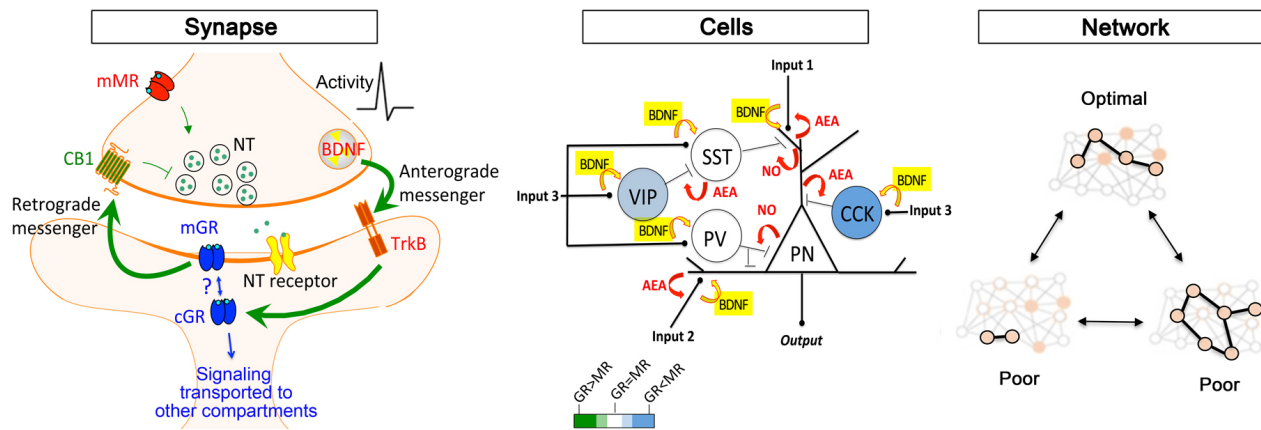 Synapse
mMR
Activity
NT
CB1
BDNF
Anterograde
messenger
Retrograde
messenger
mGR
TrkB
NT receptor
?
cGR
Signaling
transported to
other compartments
Cells
Input 1
BDNF
BDNF
AEA
SST
NO
BDNF
AEA
BDNF
VIP
AEA
CCK
Input 3
Input 3
BDNF
NO
PV
PN
AEA
BDNF
Input 2
Output
GR>MR
GR=MR
GR<MR
Network
Optimal
Poor
Poor